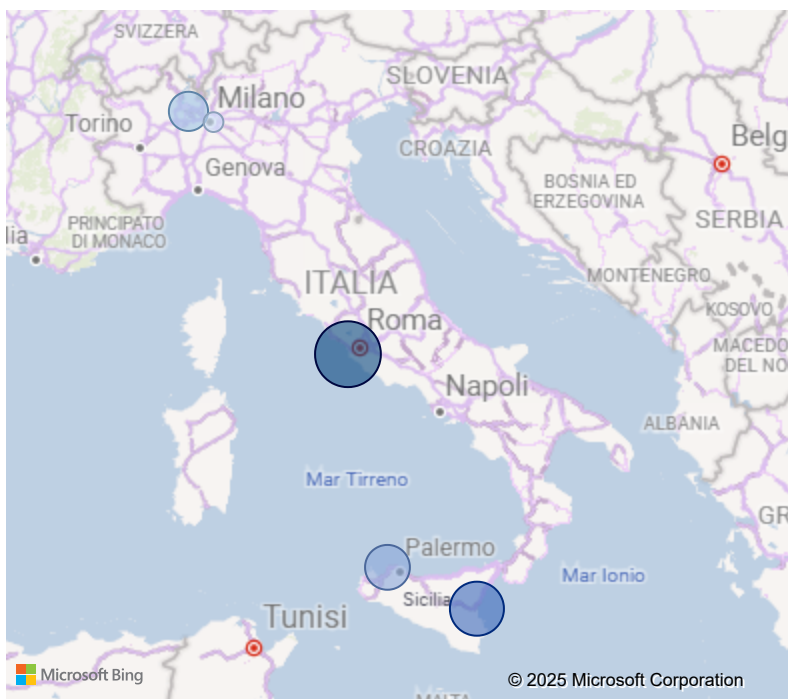 SVIZZERA
SLOVENIA
Milano
Torino
Belg
CROAZIA
Genova
BOSNIA ED
ERZEGOVINA
PRINCIPATO
DI MONACO
lia
SERBIA
ITALIA
MONTENEGRO
KOSOVO
Roma
MACEDO
DEL NO
Napoli
ALBANIA
Mar Tirreno
GR
Palermo
Mar Ionio
Sicilia
Tunisi
Microsoft Bing
© 2025 Microsoft Corporation
MALTA